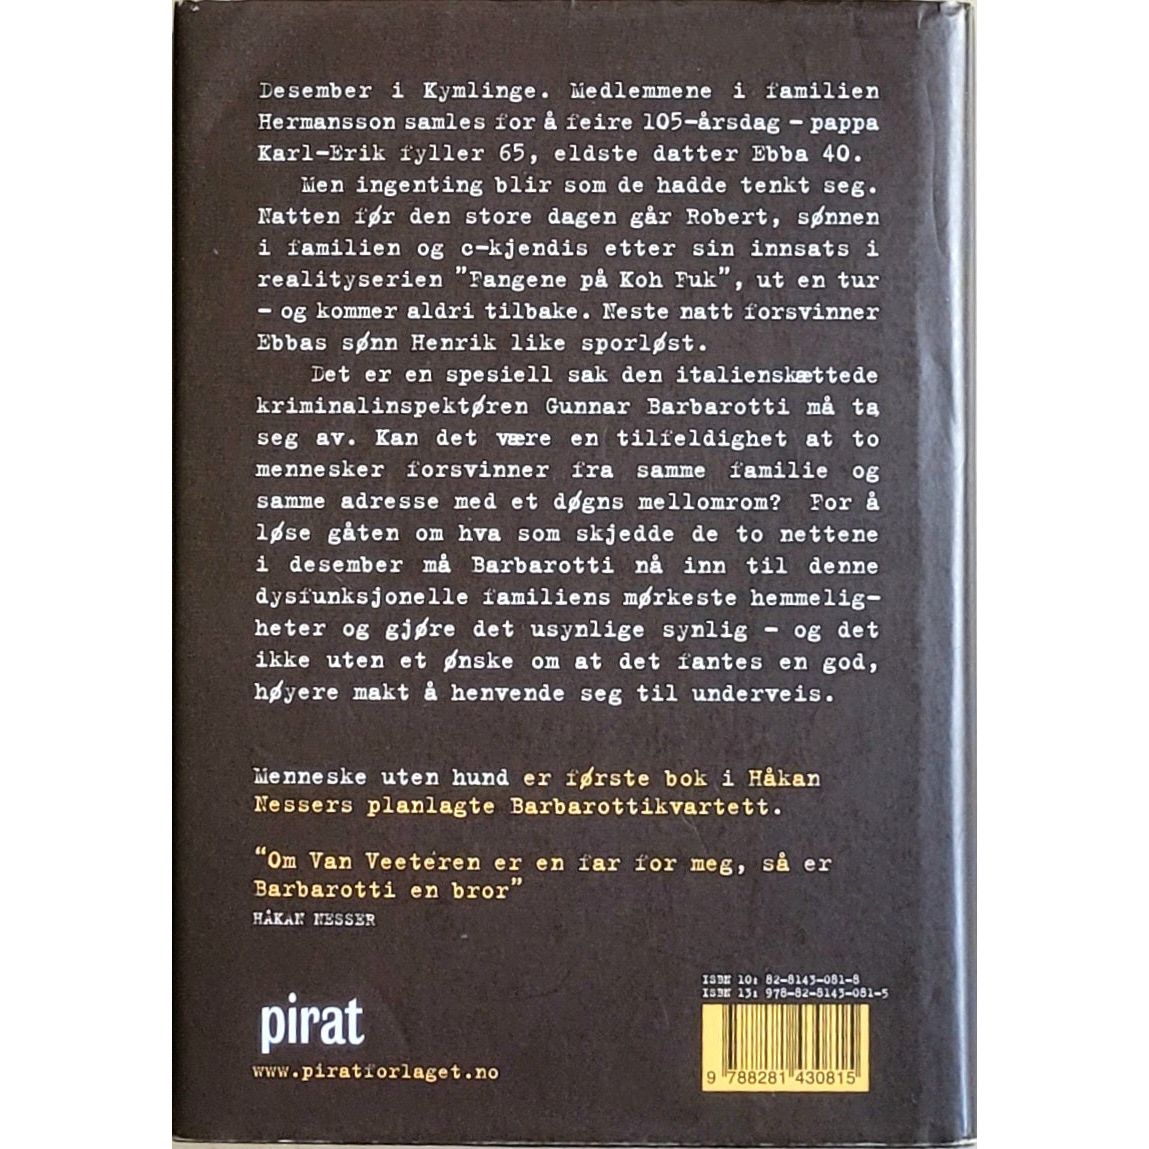 Desember i Kymlinge. Medlemmene i familien
Hermansson samles for å feire 105-årsdag – pappa
Karl-Erik fyller 65, eldste datter Ebba 40.
Men ingenting blir som de hadde tenkt seg.
Natten før den store dagen går Robert, sønnen
i familien og c-kjendis etter sin innsats i
realityserien "Fangene på Koh Fuk", ut en tur
– og kommer aldri tilbake. Neste natt forsvinner
Ebbas sønn Henrik like sporløst.
Det er en spesiell sak den italienskættede
kriminalinspektøren Gunnar Barbarotti må ta
seg av. Kan det være en tilfeldighet at to
mennesker forsvinner fra samme familie og
samme adresse med et døgns mellomrom? For å
løse gåten om hva som skjedde de to nettene
i desember må Barbarotti nå inn til denne
dysfunksjonelle familiens mørkeste hemmelig-
heter og gjøre det usynlige synlig – og det
ikke uten et ønske om at det fantes en god,
høyere makt å henvende seg til underveis.
Menneske uten hund er første bok i Håkan
Nessers planlagte Barbarottikvartett.
“Om Van Veeteren er en far for meg, så er
Barbarotti en bror”
HÅKAN NESSER
ISBN 10: 82-8143-081-8
ISBN 13: 978-82-8143-081-5
pirat
www.piratforlaget.no
9 788281 430815